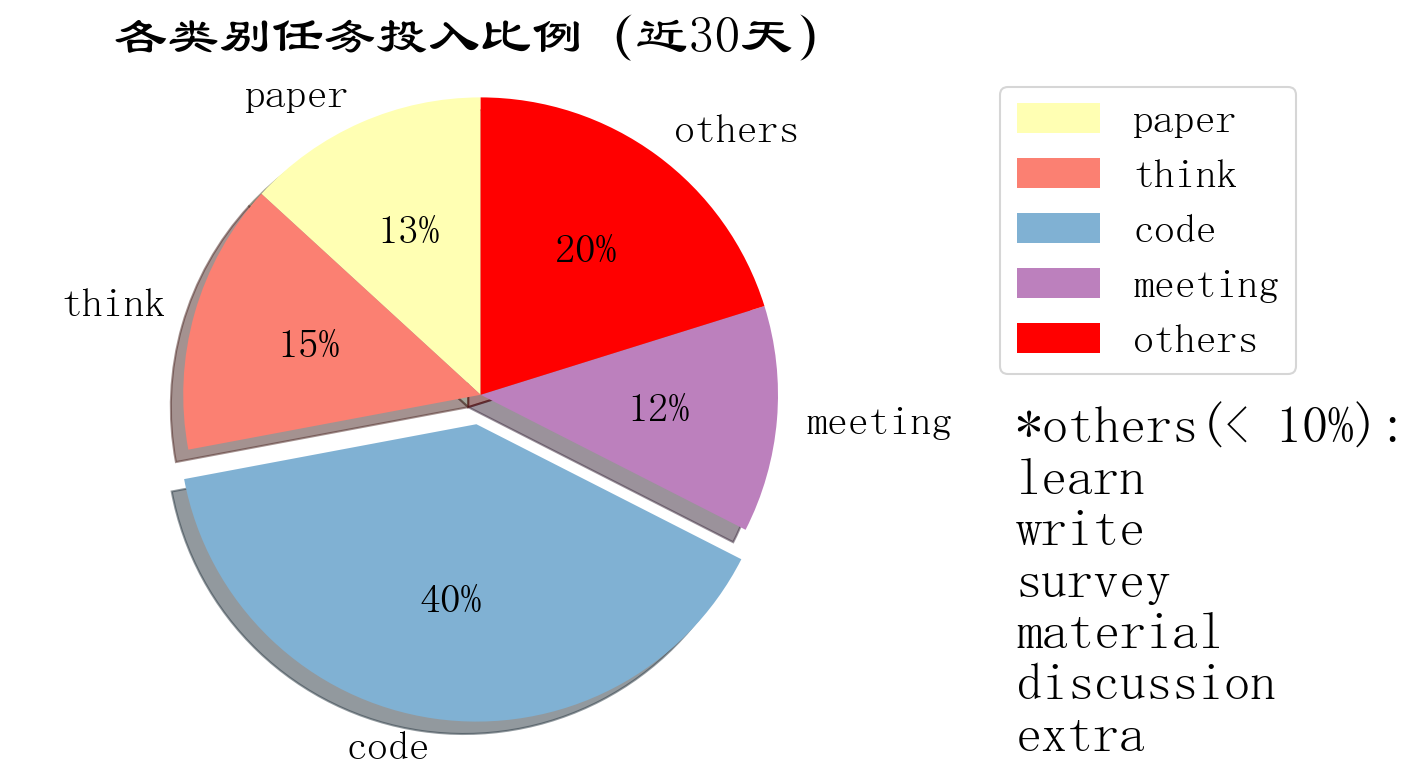 各类别任务投入比例 (近30天)
paper
others
13%
20%
think
15%
12%
meeting
40%
code
paper
think
code
meeting
others
*others(< 10%):
learn
write
survey
material
discussion
extra